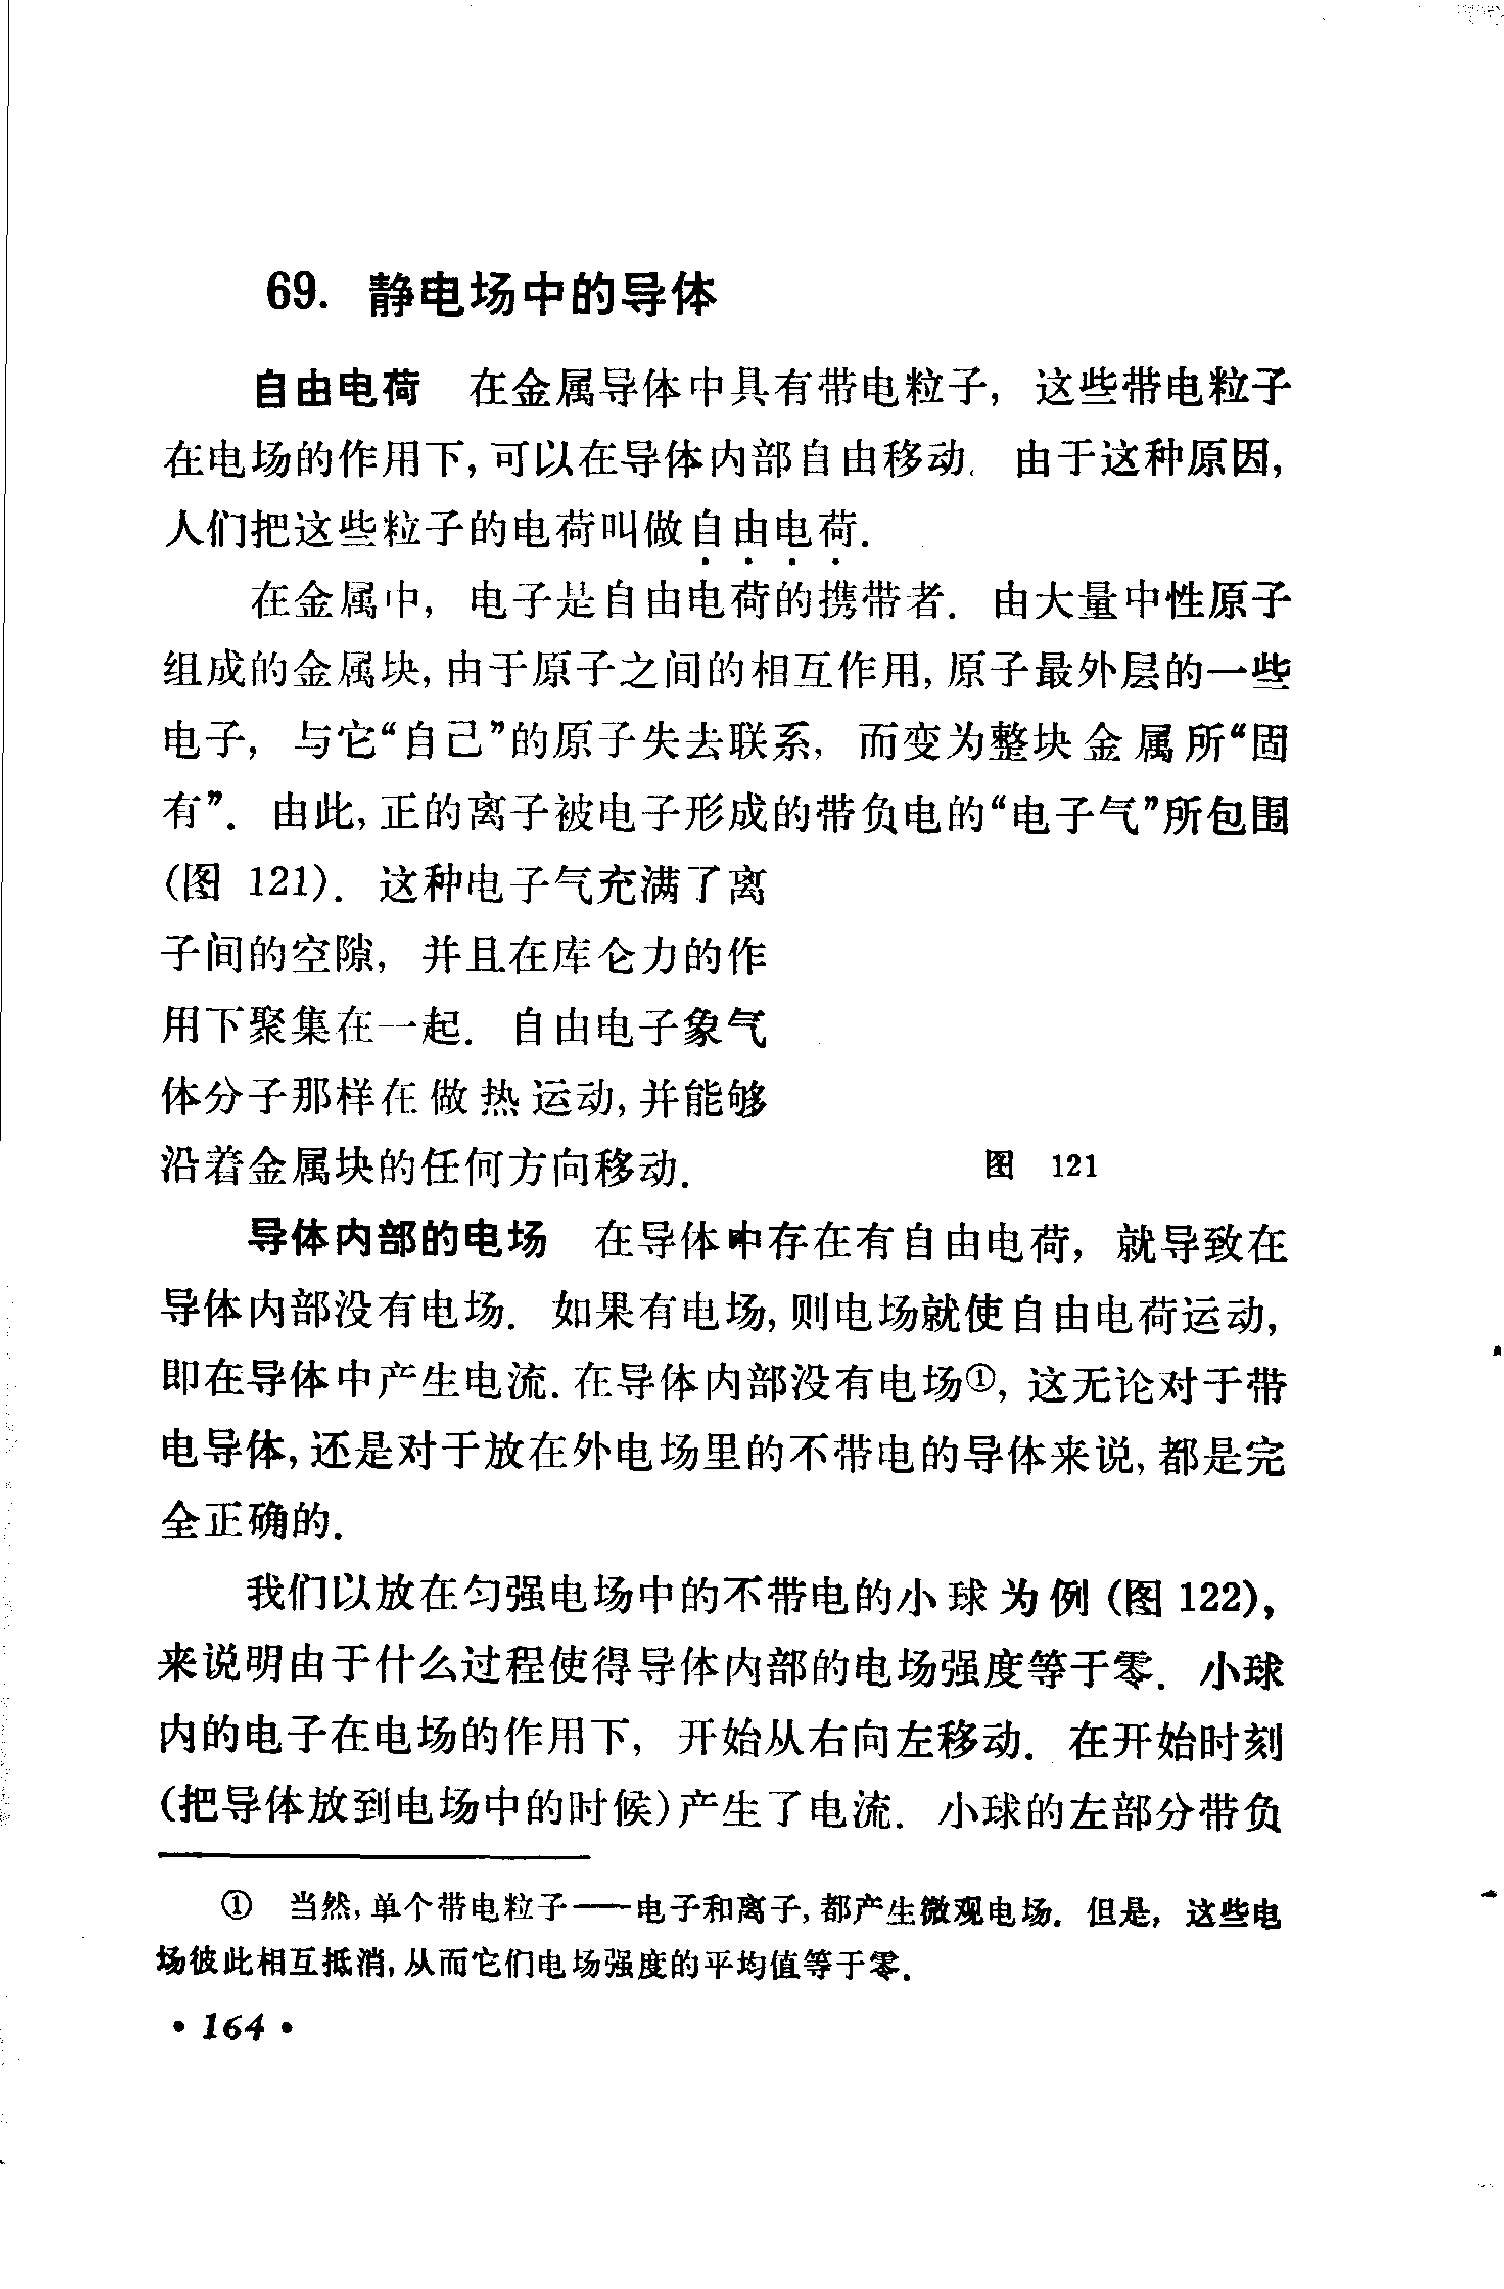 69. 静电场中的导体
自由电荷 在金属导体中具有带电粒子, 这些带电粒子
在电场的作用下, 可以在导体内部自由移动. 由于这种原因,
人们把这些粒子的电荷叫做自由电荷.
在金属中, 电子是自由电荷的携带者. 由大量中性原子
组成的金属块, 由于原子之间的相互作用, 原子最外层的一些
电子, 与它“自己”的原子失去联系, 而变为整块金属所“固
有”. 由此, 正的离子被电子形成的带负电的“电子气”所包围
(图 121). 这种电子气充满了离
子间的空隙, 并且在库仑力的作
用下聚集在一起. 自由电子象气
体分子那样在做热运动, 并能够
沿着金属块的任何方向移动.
图 121
导体内部的电场 在导体中存在有自由电荷, 就导致在
导体内部没有电场. 如果有电场, 则电场就使自由电荷运动,
即在导体中产生电流. 在导体内部没有电场①, 这无论对于带
电导体, 还是对于放在外电场里的不带电的导体来说, 都是完
全正确的.
我们以放在匀强电场中的不带电的小球为例 (图 122),
来说明由于什么过程使得导体内部的电场强度等于零. 小球
内的电子在电场的作用下, 开始从右向左移动. 在开始时刻
(把导体放到电场中的时候)产生了电流. 小球的左部分带负
① 当然, 单个带电粒子——电子和离子, 都产生微观电场. 但是, 这些电
场彼此相互抵消, 从而它们电场强度的平均值等于零.
· 164 ·